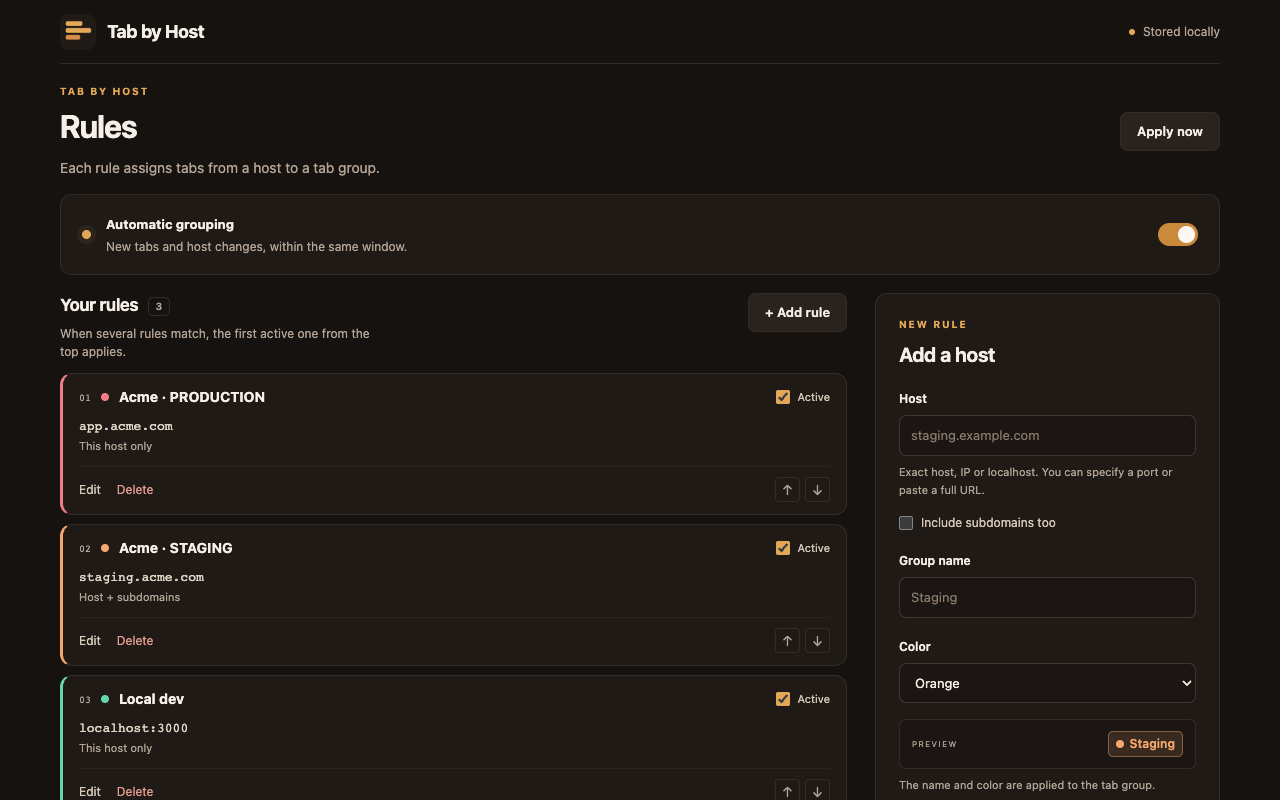 Tab by Host
Stored locally
TAB BY HOST
Rules
Apply now
Each rule assigns tabs from a host to a tab group.
Automatic grouping
New tabs and host changes, within the same window.
Your rules 3
+ Add rule
When several rules match, the first active one from the
top applies.
01 Acme · PRODUCTION
Active
app.acme.com
This host only
Edit Delete
↑ ↓
02 Acme · STAGING
Active
staging.acme.com
Host + subdomains
Edit Delete
↑ ↓
03 Local dev
Active
localhost:3000
This host only
Edit Delete
↑ ↓
NEW RULE
Add a host
Host
staging.example.com
Exact host, IP or localhost. You can specify a port or
paste a full URL.
Include subdomains too
Group name
Staging
Color
Orange
PREVIEW
Staging
The name and color are applied to the tab group.